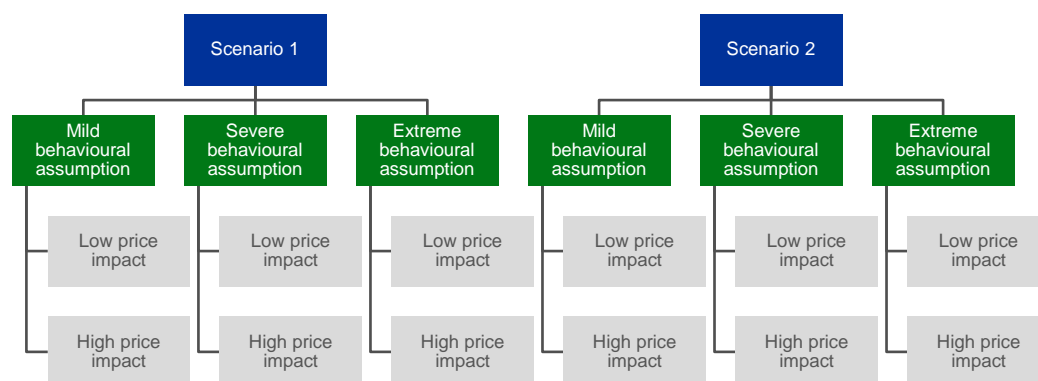 Scenario 1
Scenario 2
Mild
behavioural
assumption
Severe
behavioural
assumption
Extreme
behavioural
assumption
Mild
behavioural
assumption
Severe
behavioural
assumption
Extreme
behavioural
assumption
Low price
impact
Low price
impact
Low price
impact
Low price
impact
Low price
impact
Low price
impact
High price
impact
High price
impact
High price
impact
High price
impact
High price
impact
High price
impact